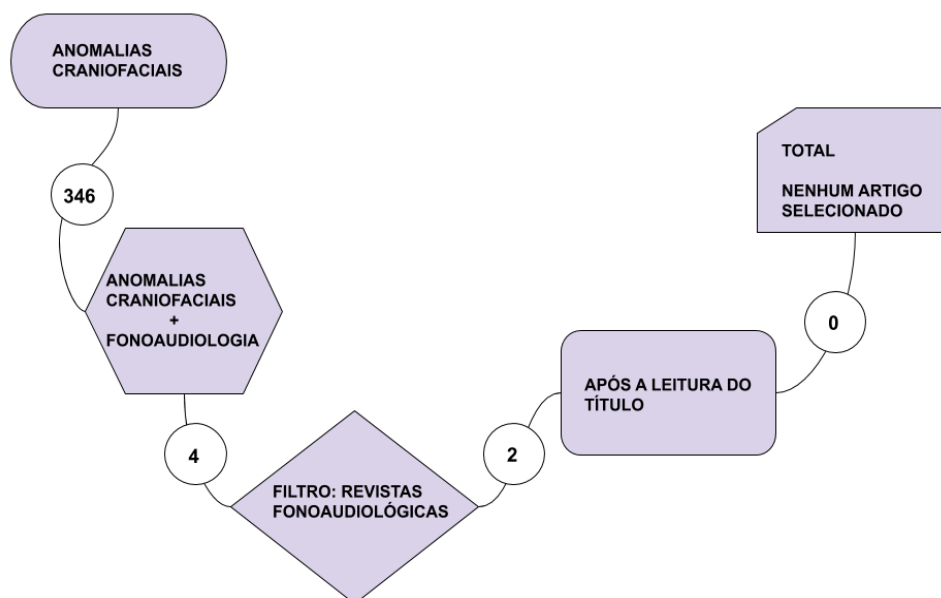 ANOMALIAS
CRANIOFACIAIS
346
ANOMALIAS
CRANIOFACIAIS
+
FONOAUDIOLOGIA
4
FILTRO: REVISTAS
FONOAUDIOLÓGICAS
2
APÓS A LEITURA DO
TÍTULO
0
TOTAL
NENHUM ARTIGO
SELECIONADO